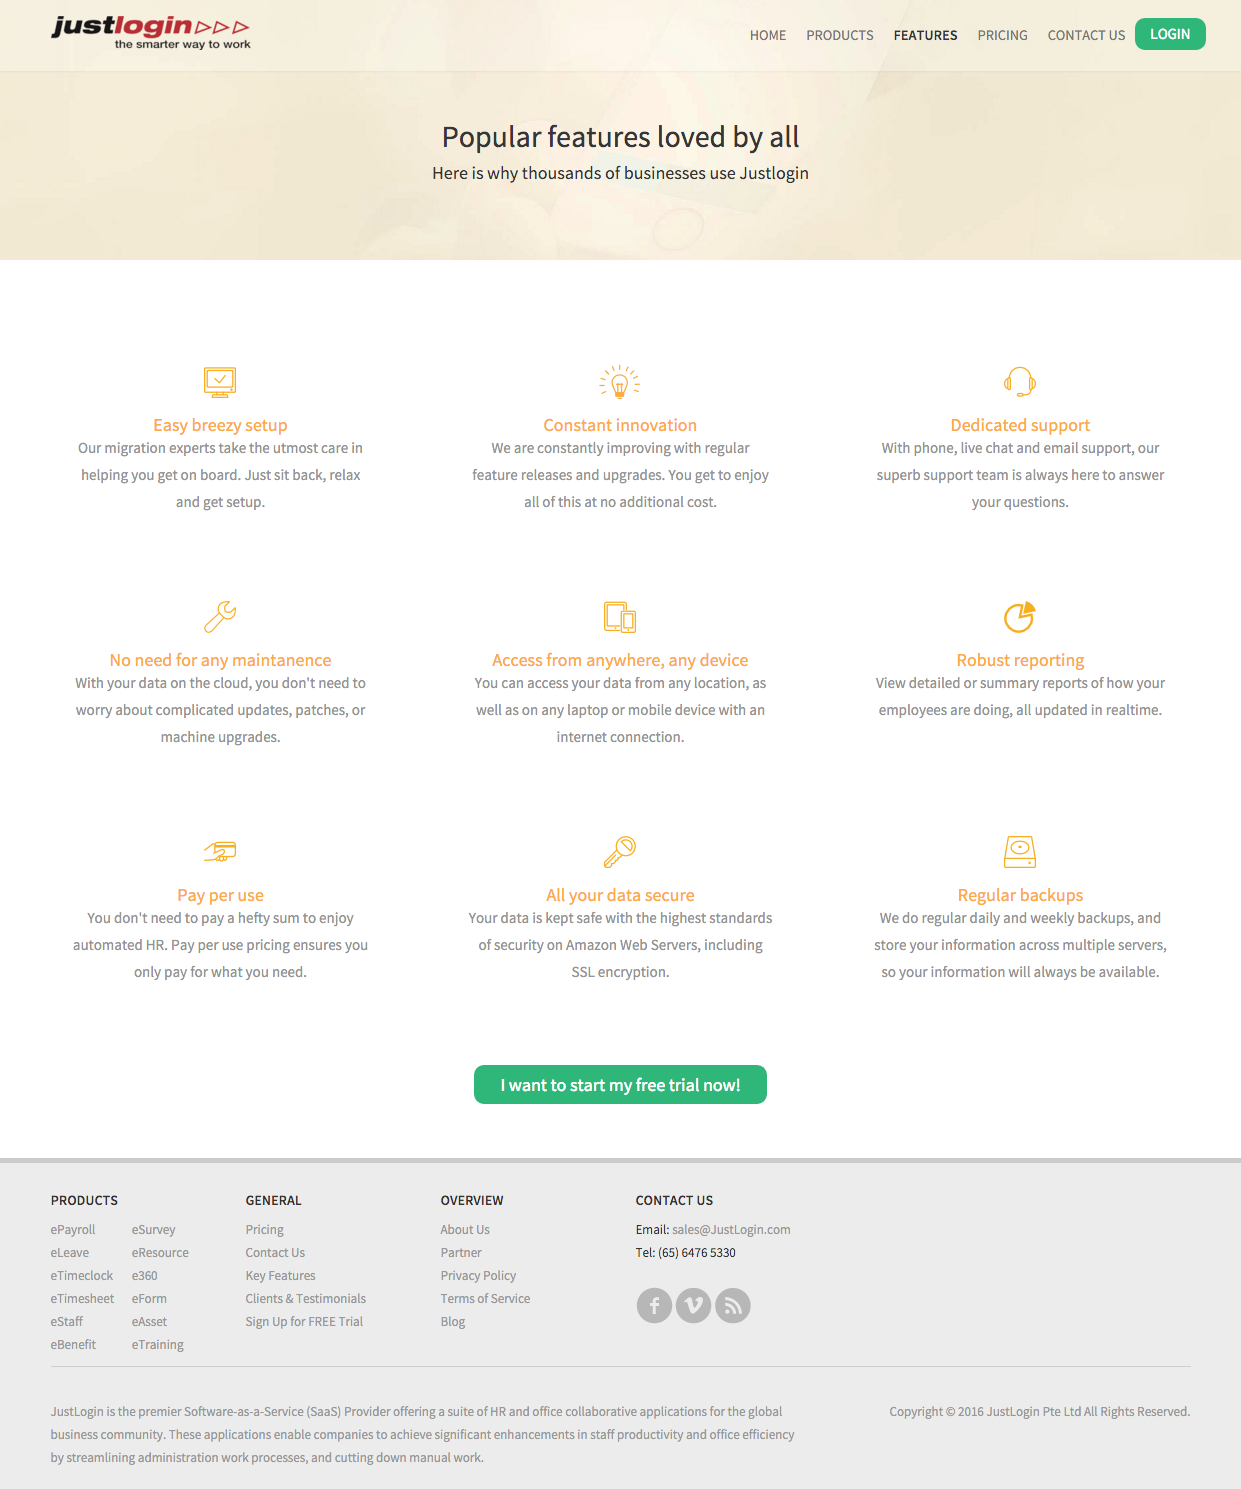 justlogin
the smarter way to work
HOME PRODUCTS FEATURES PRICING CONTACT US LOGIN
Popular features loved by all
Here is why thousands of businesses use Justlogin
Easy breezy setup
Our migration experts take the utmost care in
helping you get on board. Just sit back, relax
and get setup.
Constant innovation
We are constantly improving with regular
feature releases and upgrades. You get to enjoy
all of this at no additional cost.
Dedicated support
With phone, live chat and email support, our
superb support team is always here to answer
your questions.
No need for any maintanence
With your data on the cloud, you don't need to
worry about complicated updates, patches, or
machine upgrades.
Access from anywhere, any device
You can access your data from any location, as
well as on any laptop or mobile device with an
internet connection.
Robust reporting
View detailed or summary reports of how your
employees are doing, all updated in realtime.
Pay per use
You don't need to pay a hefty sum to enjoy
automated HR. Pay per use pricing ensures you
only pay for what you need.
All your data secure
Your data is kept safe with the highest standards
of security on Amazon Web Servers, including
SSL encryption.
Regular backups
We do regular daily and weekly backups, and
store your information across multiple servers,
so your information will always be available.
I want to start my free trial now!
PRODUCTS
ePayroll eSurvey
eLeave eResource
eTimeclock e360
eTimesheet eForm
eStaff eAsset
eBenefit eTraining
GENERAL
Pricing
Contact Us
Key Features
Clients & Testimonials
Sign Up for FREE Trial
OVERVIEW
About Us
Partner
Privacy Policy
Terms of Service
Blog
CONTACT US
Email: sales@JustLogin.com
Tel: (65) 6476 5330
JustLogin is the premier Software-as-a-Service (SaaS) Provider offering a suite of HR and office collaborative applications for the global
business community. These applications enable companies to achieve significant enhancements in staff productivity and office efficiency
by streamlining administration work processes, and cutting down manual work.
Copyright © 2016 JustLogin Pte Ltd All Rights Reserved.